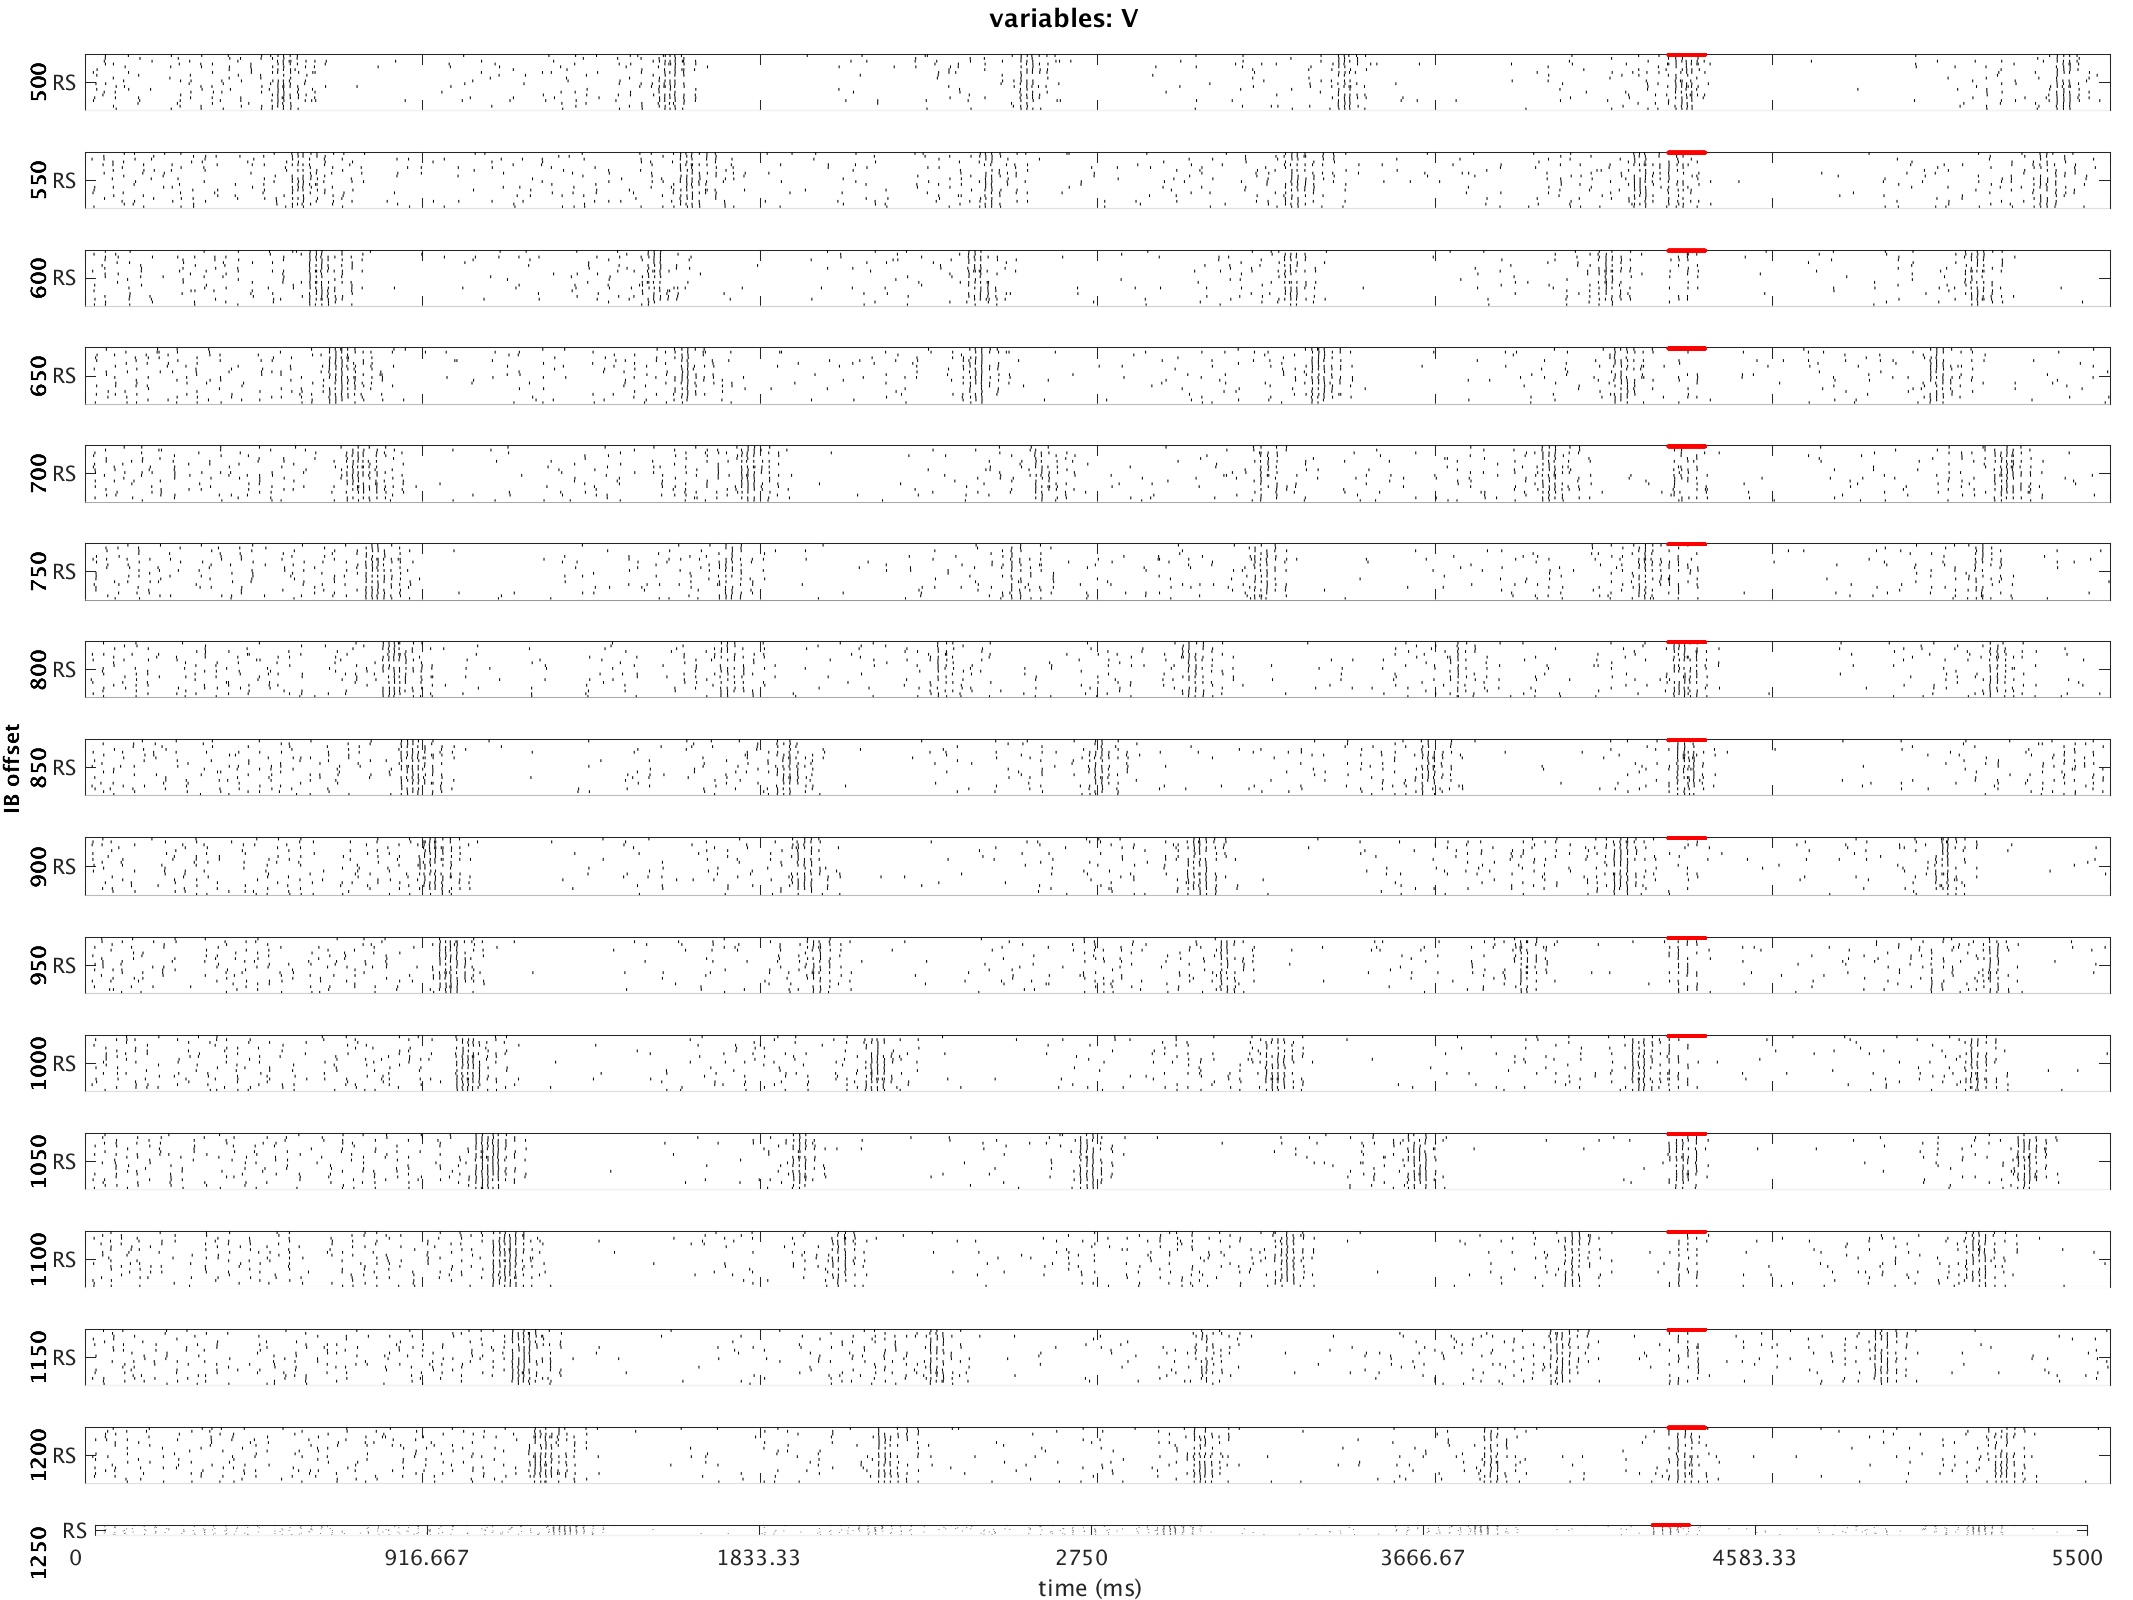 variables: V
500 RS
550 RS
600 RS
650 RS
700 RS
750 RS
800 RS
IB offset
850 RS
900 RS
950 RS
1000 RS
1050 RS
1100 RS
1150 RS
1200 RS
1250 RS
0 916.667 1833.33 2750 3666.67 4583.33 5500
time (ms)